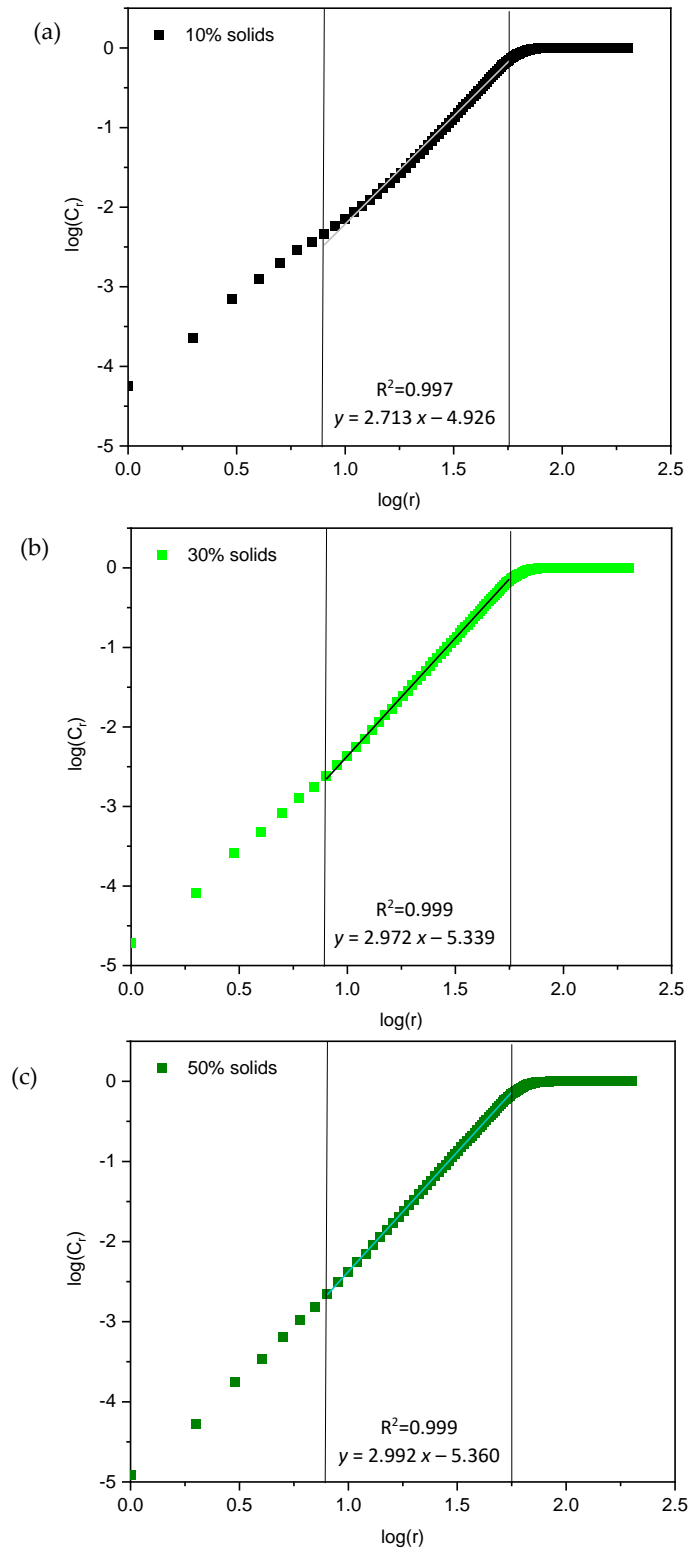 (a)
10% solids
0
-1
-2
-3
-4
-5
log(Cᵣ)
R²=0.997
y = 2.713 x – 4.926
0.0 0.5 1.0 1.5 2.0 2.5
log(r)
(b)
30% solids
0
-1
-2
-3
-4
-5
log(Cᵣ)
R²=0.999
y = 2.972 x – 5.339
0.0 0.5 1.0 1.5 2.0 2.5
log(r)
(c)
50% solids
0
-1
-2
-3
-4
-5
log(Cᵣ)
R²=0.999
y = 2.992 x – 5.360
0.0 0.5 1.0 1.5 2.0 2.5
log(r)